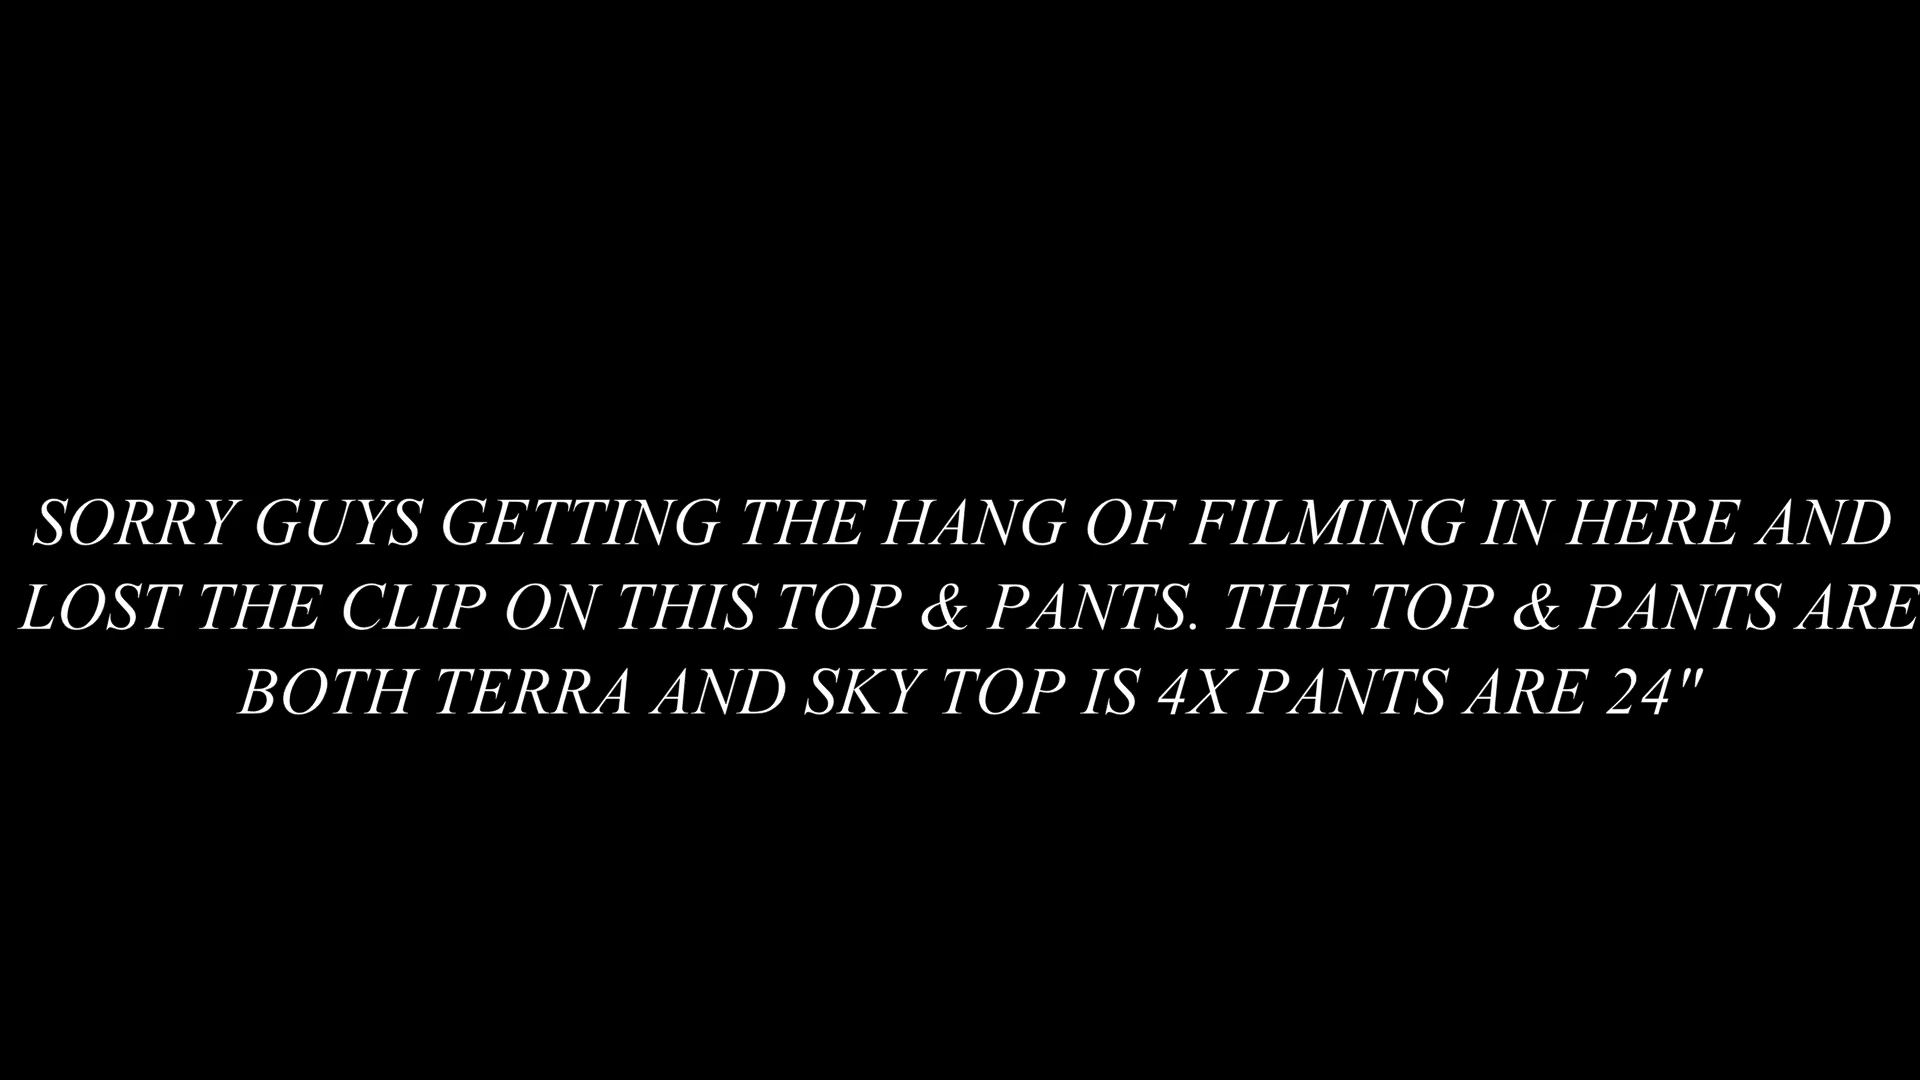 SORRY GUYS GETTING THE HANG OF FILMING IN HERE AND
LOST THE CLIP ON THIS TOP & PANTS. THE TOP & PANTS ARE
BOTH TERRA AND SKY TOP IS 4X PANTS ARE 24"